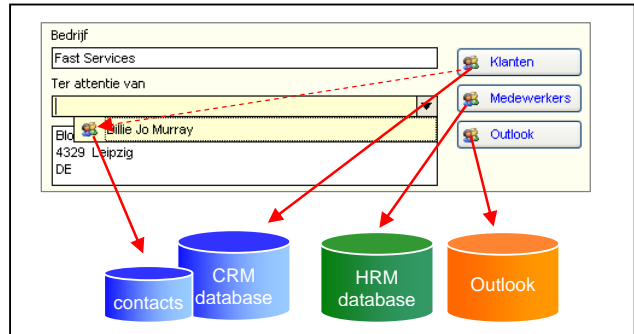 Bedrijf
Fast Services
Klanten
Ter attentie van
Medewerkers
Billie Jo Murray
Outlook
4329 Leipzig
DE
contacts
CRM
database
HRM
database
Outlook